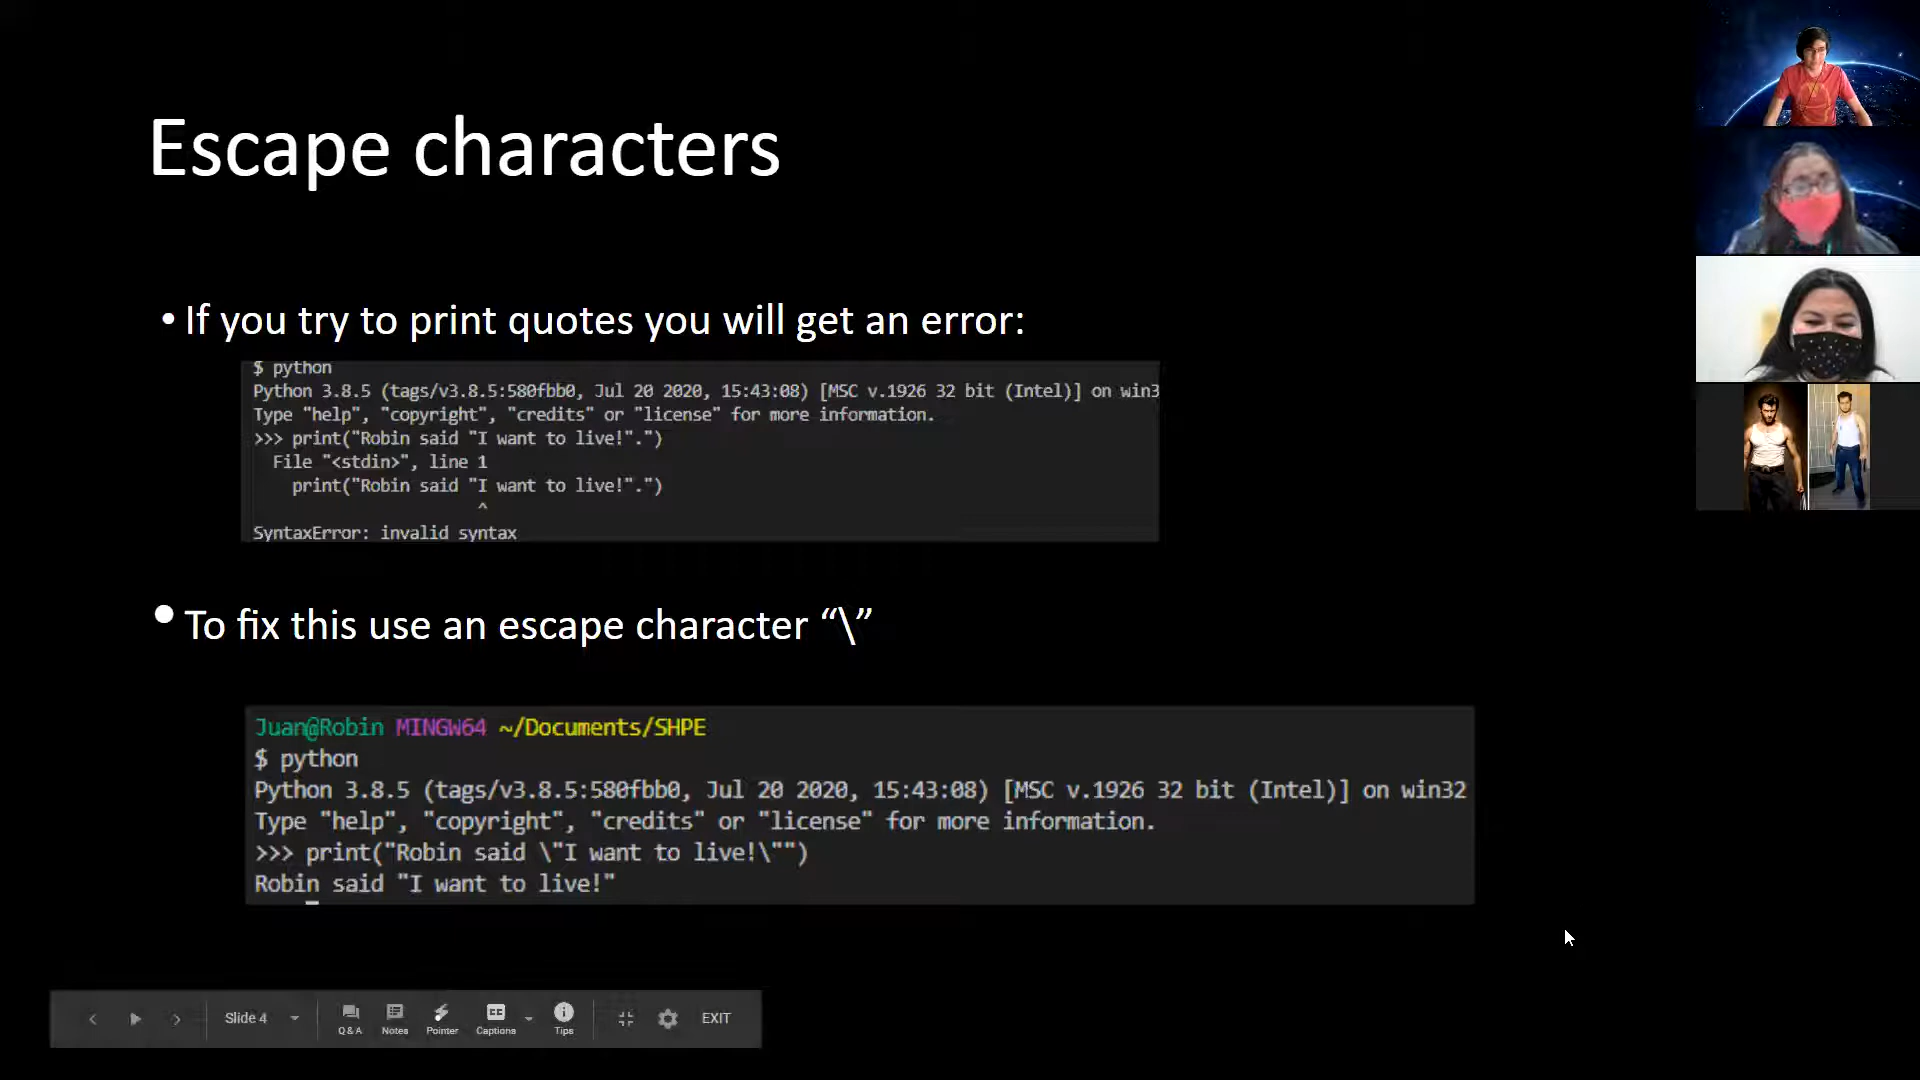 Escape characters
• If you try to print quotes you will get an error:
$ python
Python 3.8.5 (tags/v3.8.5:580fbb0, Jul 20 2020, 15:43:08) [MSC v.1926 32 bit (Intel)] on win3
Type "help", "copyright", "credits" or "license" for more information.
>>> print("Robin said "I want to live!".")
  File "<stdin>", line 1
    print("Robin said "I want to live!".")
                        ^
SyntaxError: invalid syntax
• To fix this use an escape character “\”
Juan@Robin MINGW64 ~/Documents/SHPE
$ python
Python 3.8.5 (tags/v3.8.5:580fbb0, Jul 20 2020, 15:43:08) [MSC v.1926 32 bit (Intel)] on win32
Type "help", "copyright", "credits" or "license" for more information.
>>> print("Robin said \"I want to live!\"")
Robin said "I want to live!"
Slide 4
Q & A
Notes
Pointer
Captions
Tips
EXIT